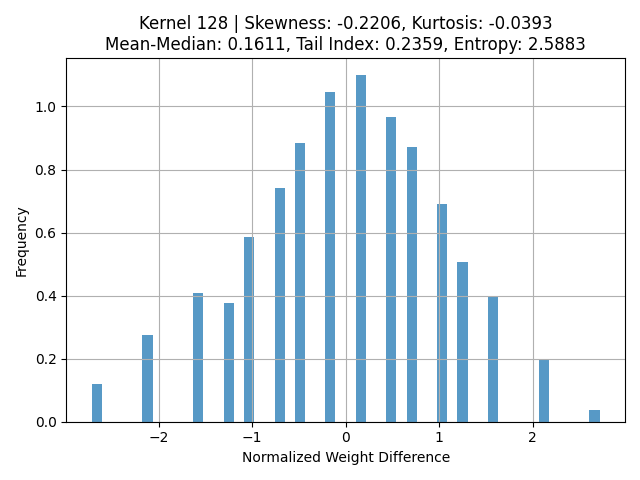 Kernel 128 | Skewness: -0.2206, Kurtosis: -0.0393
Mean-Median: 0.1611, Tail Index: 0.2359, Entropy: 2.5883
Frequency
1.0
0.8
0.6
0.4
0.2
0.0
−2 −1 0 1 2
Normalized Weight Difference